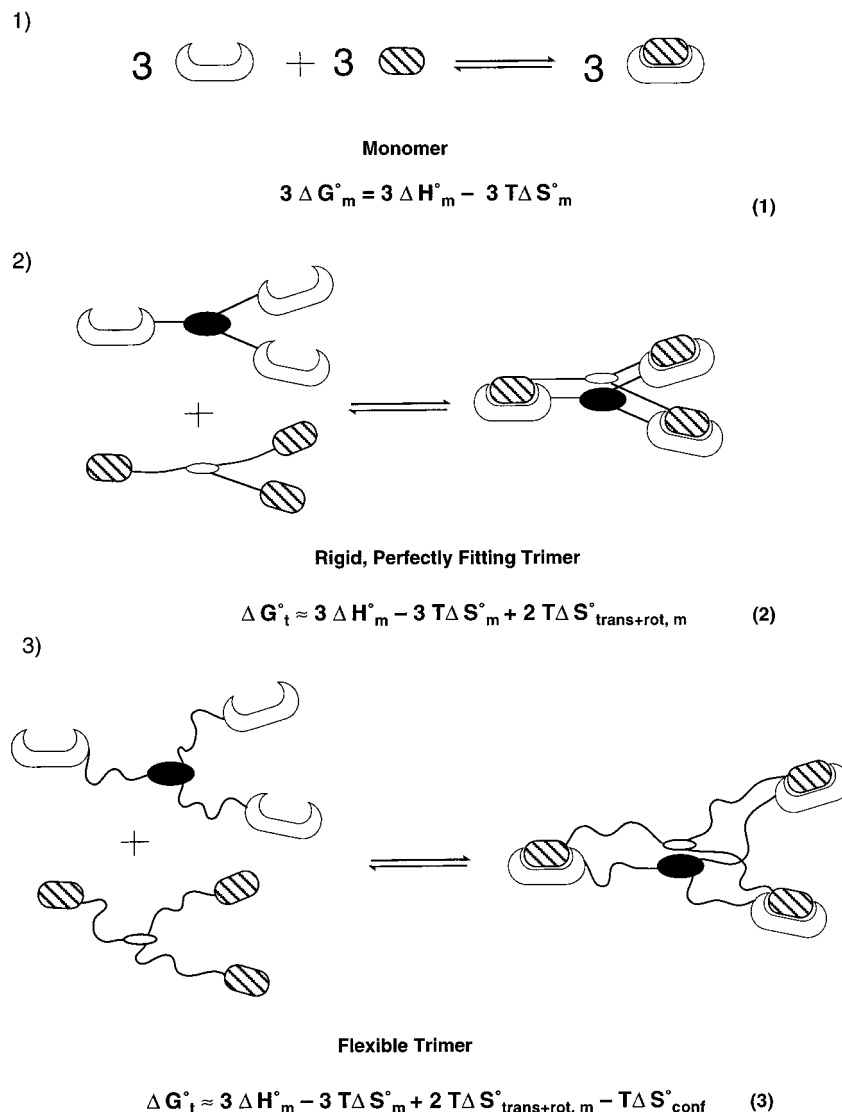 1)
3 + 3 3
Monomer
3 Δ G°m = 3 Δ H°m − 3 TΔ S°m (1)
2)
+
Rigid, Perfectly Fitting Trimer
Δ G°t ≈ 3 Δ H°m − 3 TΔ S°m + 2 TΔ S°trans+rot, m (2)
3)
+
Flexible Trimer
Δ G°t ≈ 3 Δ H°m − 3 TΔ S°m + 2 TΔ S°trans+rot, m − TΔ S°conf (3)